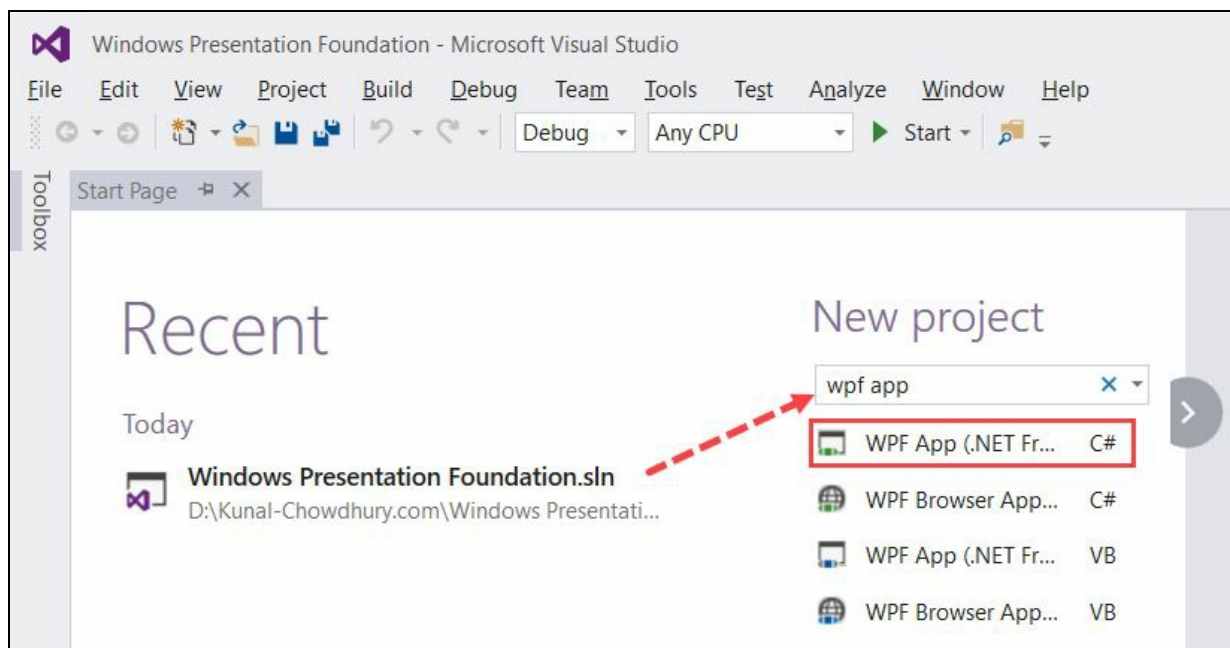 Windows Presentation Foundation - Microsoft Visual Studio
File Edit View Project Build Debug Team Tools Test Analyze Window Help
Debug Any CPU Start
Toolbox
Start Page
Recent
Today
Windows Presentation Foundation.sln
D:\Kunal-Chowdhury.com\Windows Presentati...
New project
wpf app
WPF App (.NET Fr... C#
WPF Browser App... C#
WPF App (.NET Fr... VB
WPF Browser App... VB